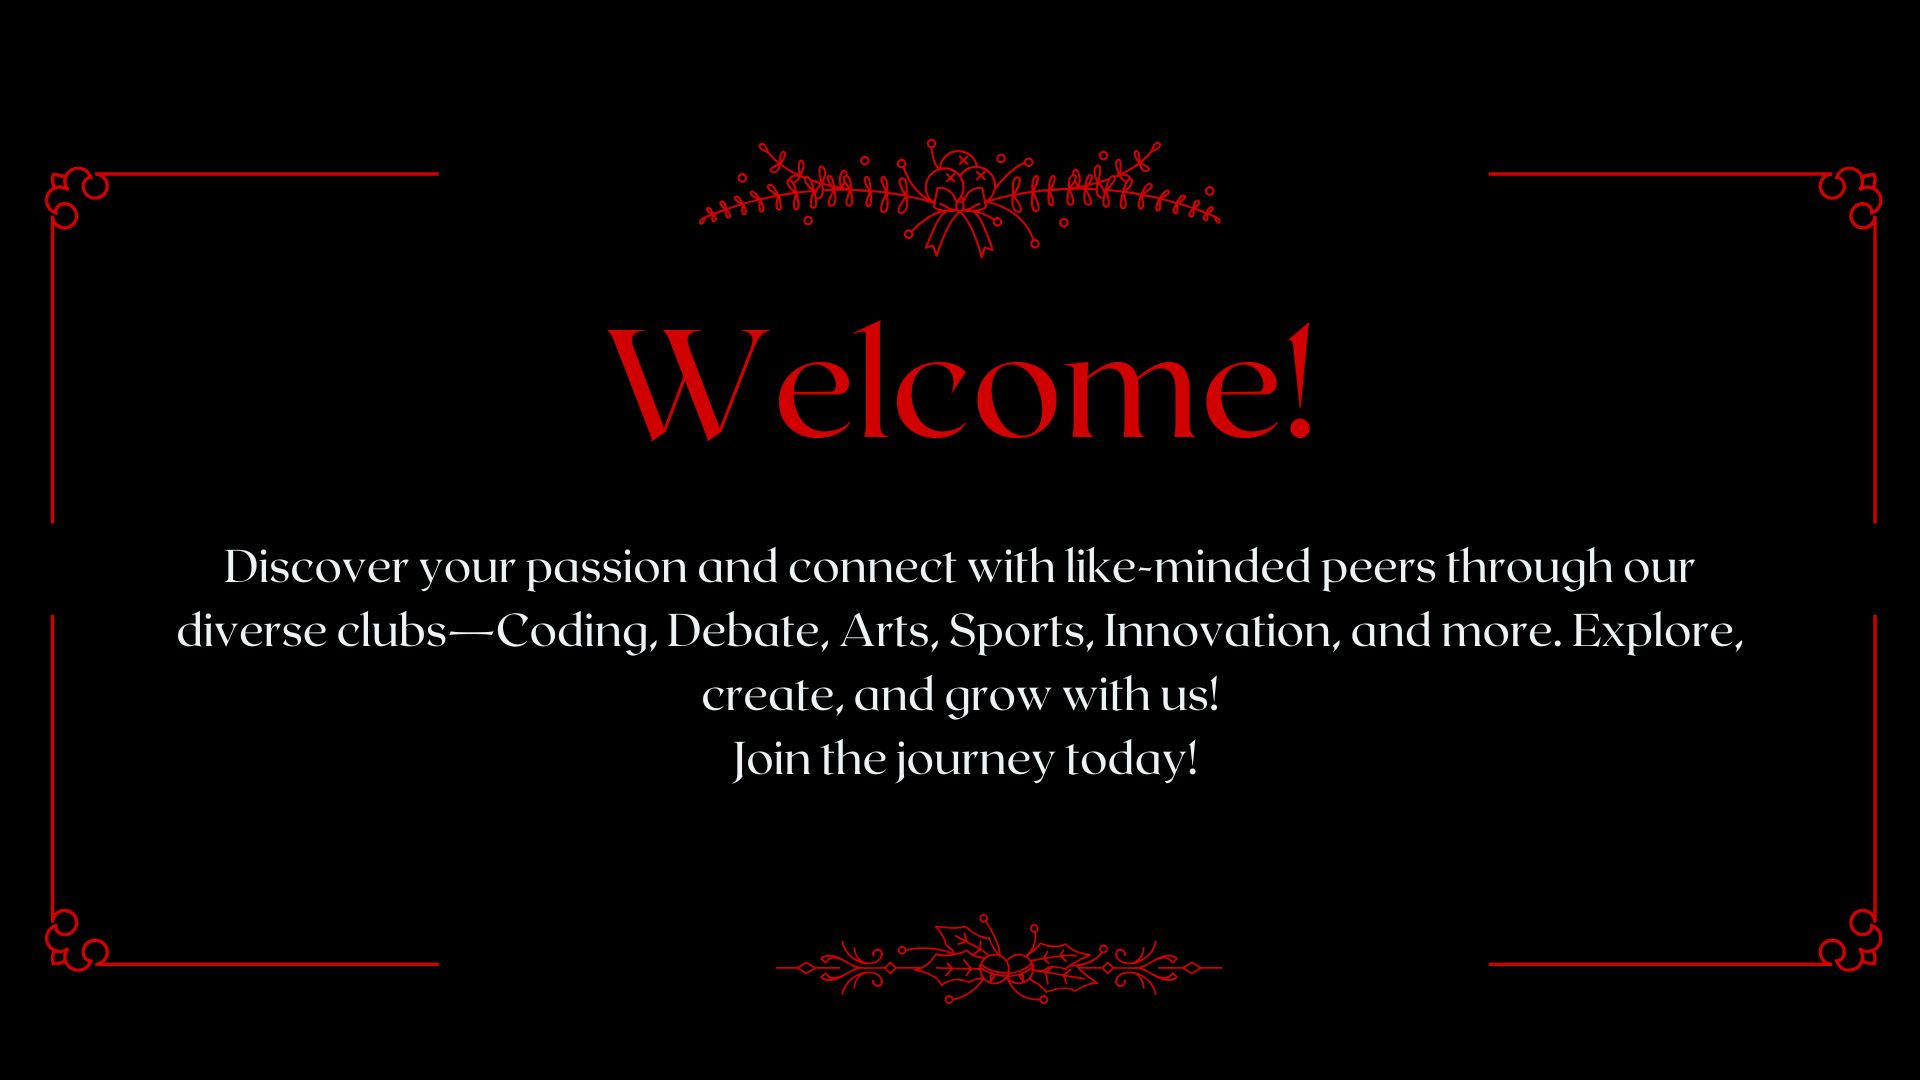 Welcome!
Discover your passion and connect with like-minded peers through our
diverse clubs—Coding, Debate, Arts, Sports, Innovation, and more. Explore,
create, and grow with us!
Join the journey today!